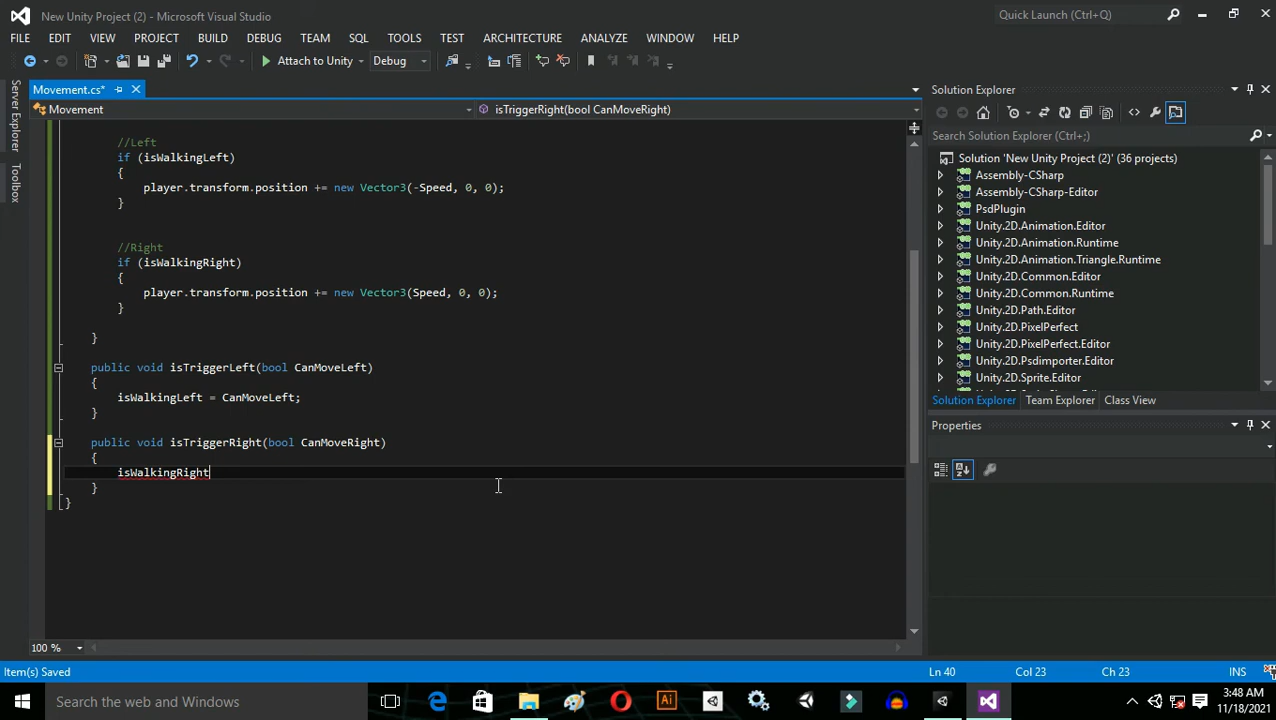 New Unity Project (2) - Microsoft Visual Studio
Quick Launch (Ctrl+Q)
FILE EDIT VIEW PROJECT BUILD DEBUG TEAM SQL TOOLS TEST ARCHITECTURE ANALYZE WINDOW HELP
Attach to Unity Debug
Server Explorer
Toolbox
Movement.cs*
Movement isTriggerRight(bool CanMoveRight)
//Left
if (isWalkingLeft)
{
player.transform.position += new Vector3(-Speed, 0, 0);
}
//Right
if (isWalkingRight)
{
player.transform.position += new Vector3(Speed, 0, 0);
}
}
public void isTriggerLeft(bool CanMoveLeft)
{
isWalkingLeft = CanMoveLeft;
}
public void isTriggerRight(bool CanMoveRight)
{
isWalkingRight
}
}
100 %
Solution Explorer
Search Solution Explorer (Ctrl+;)
Solution 'New Unity Project (2)' (36 projects)
Assembly-CSharp
Assembly-CSharp-Editor
PsdPlugin
Unity.2D.Animation.Editor
Unity.2D.Animation.Runtime
Unity.2D.Animation.Triangle.Runtime
Unity.2D.Common.Editor
Unity.2D.Common.Runtime
Unity.2D.Path.Editor
Unity.2D.PixelPerfect
Unity.2D.PixelPerfect.Editor
Unity.2D.Psdimporter.Editor
Unity.2D.Sprite.Editor
Solution Explorer Team Explorer Class View
Properties
Item(s) Saved Ln 40 Col 23 Ch 23 INS
Search the web and Windows
Ai
3:48 AM
11/18/2021